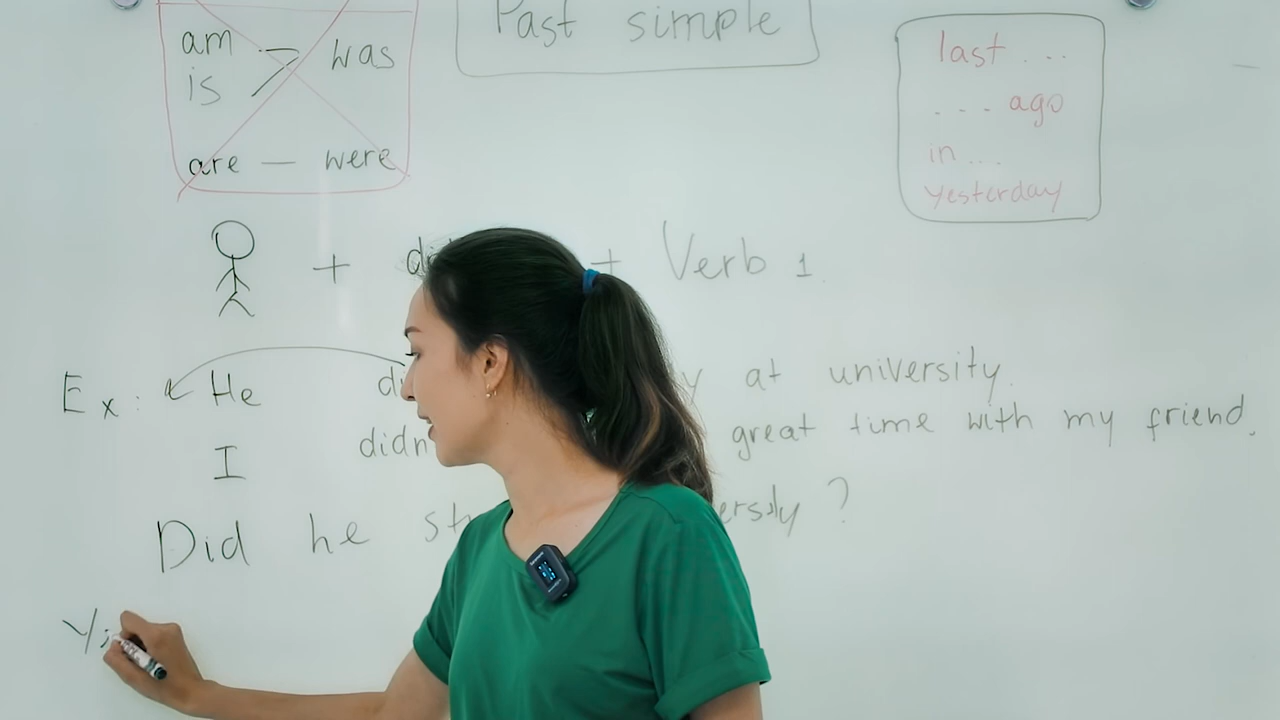 Past simple
am
is
was
are — were
last ...
... ago
in ...
yesterday
+ + Verb 1
Ex: He at university.
I great time with my friend.
Did he ?